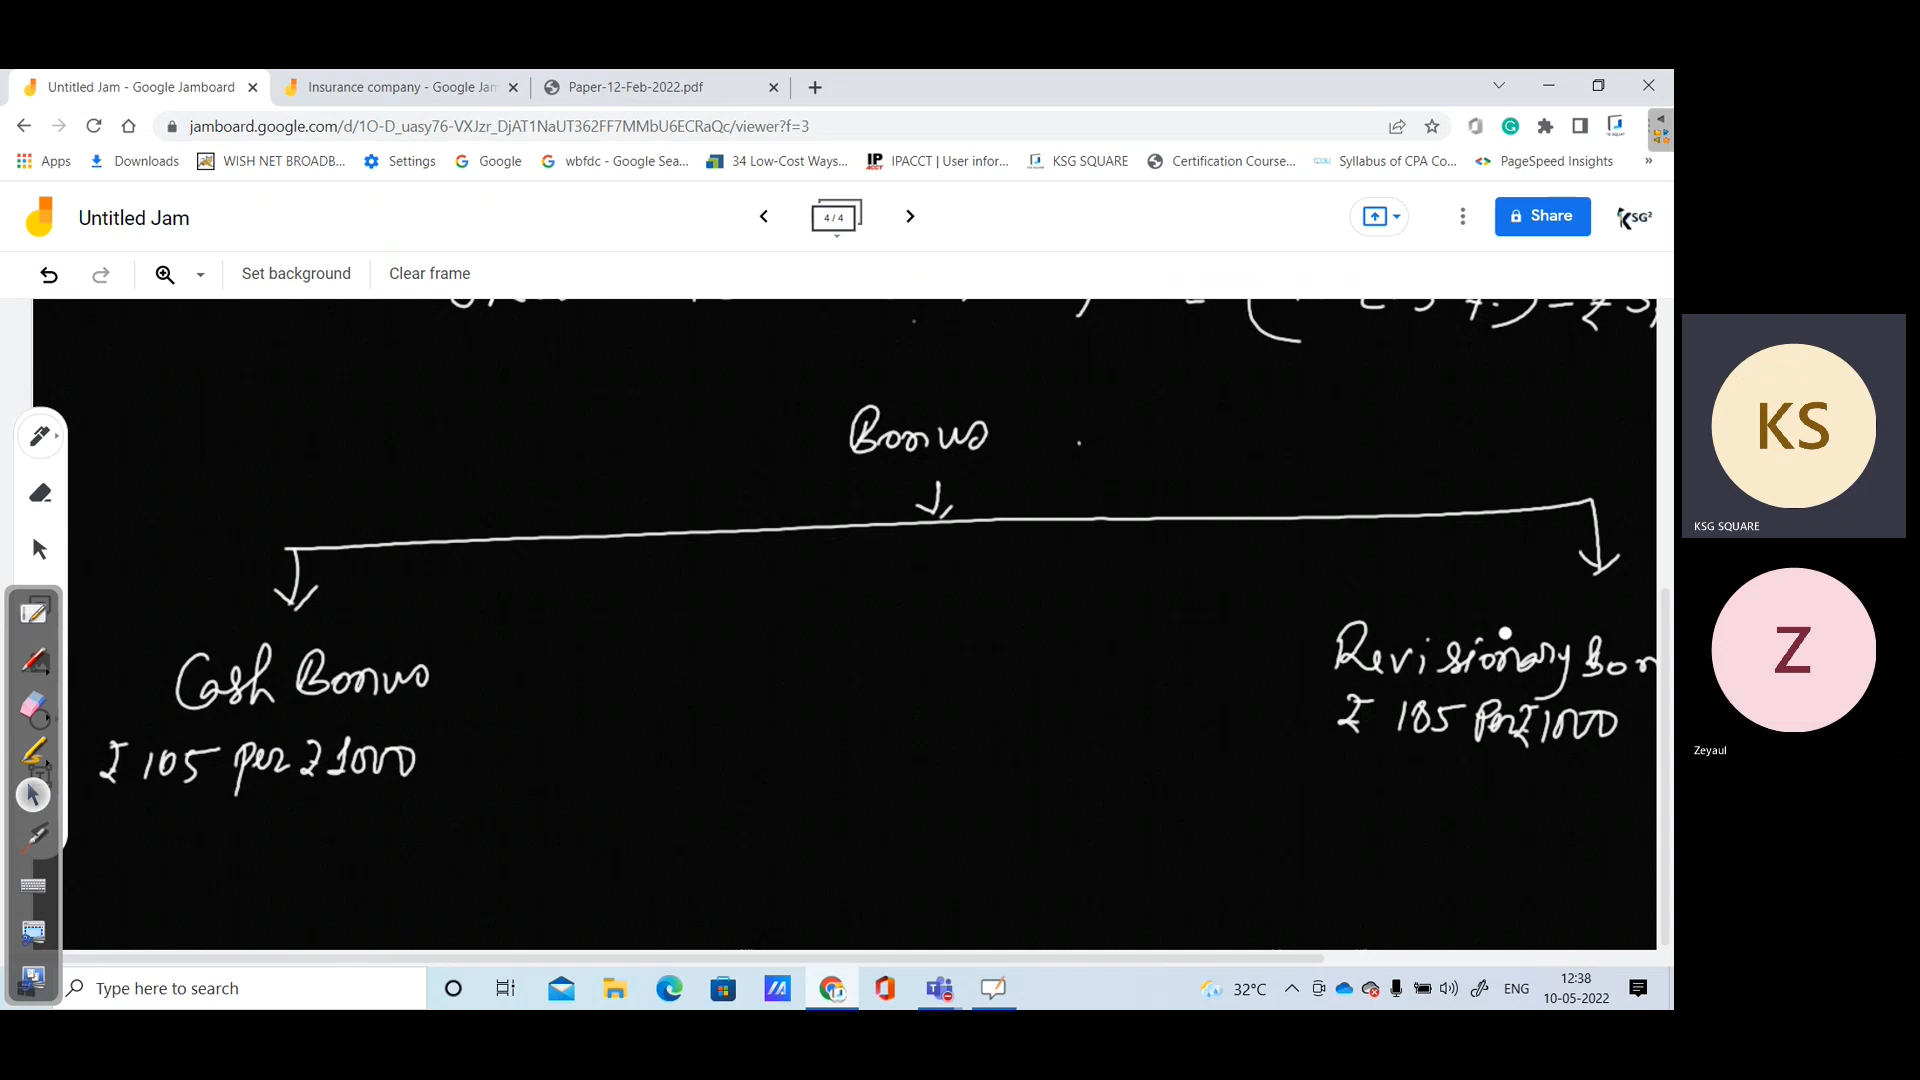 Untitled Jam - Google Jamboard
Insurance company - Google Jam
Paper-12-Feb-2022.pdf
jamboard.google.com/d/1O-D_uasy76-VXJzr_DjAT1NaUT362FF7MMbU6ECRaQc/viewer?f=3
Apps
Downloads
WISH NET BROADB...
Settings
Google
wbfdc - Google Sea...
34 Low-Cost Ways...
IPACCT | User infor...
KSG SQUARE
Certification Course...
Syllabus of CPA Co...
PageSpeed Insights
»
Untitled Jam
4 / 4
Share
KSG²
Set background
Clear frame
Bonus
Cash Bonus
₹ 105 per ₹ 1000
Revisionary Bon
₹ 105 Per ₹ 1000
KS
KSG SQUARE
Z
Zeyaul
Type here to search
32°C
ENG
12:38
10-05-2022